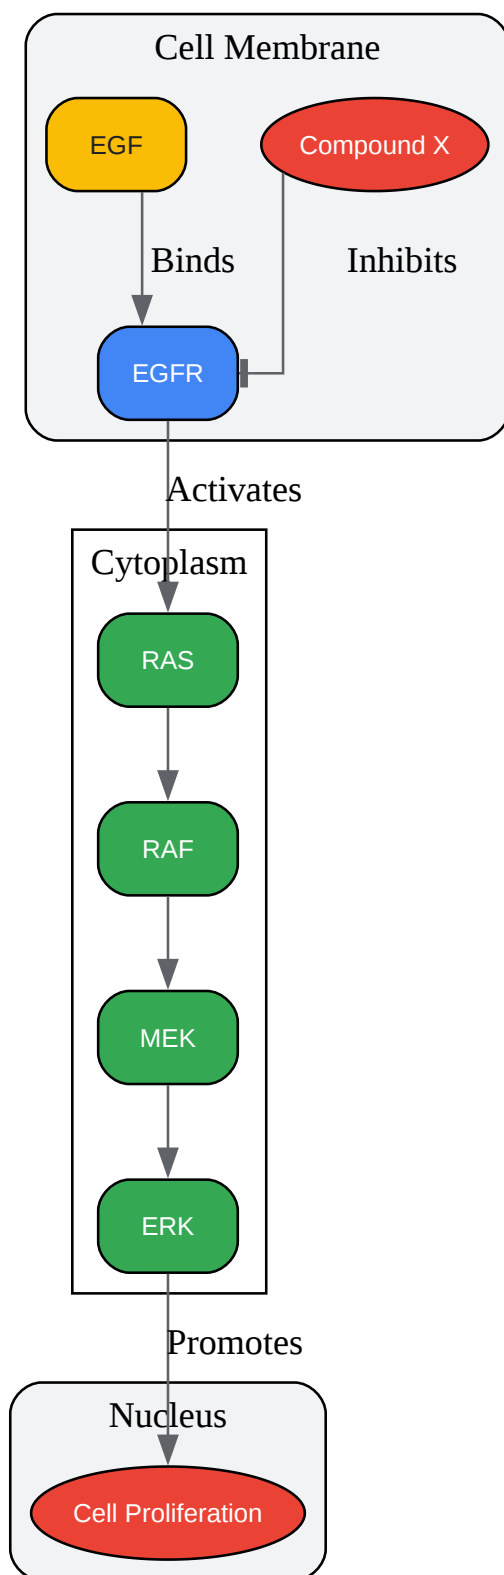 Cell Membrane
EGF
Compound X
Binds
Inhibits
EGFR
Activates
Cytoplasm
RAS
RAF
MEK
ERK
Promotes
Nucleus
Cell Proliferation